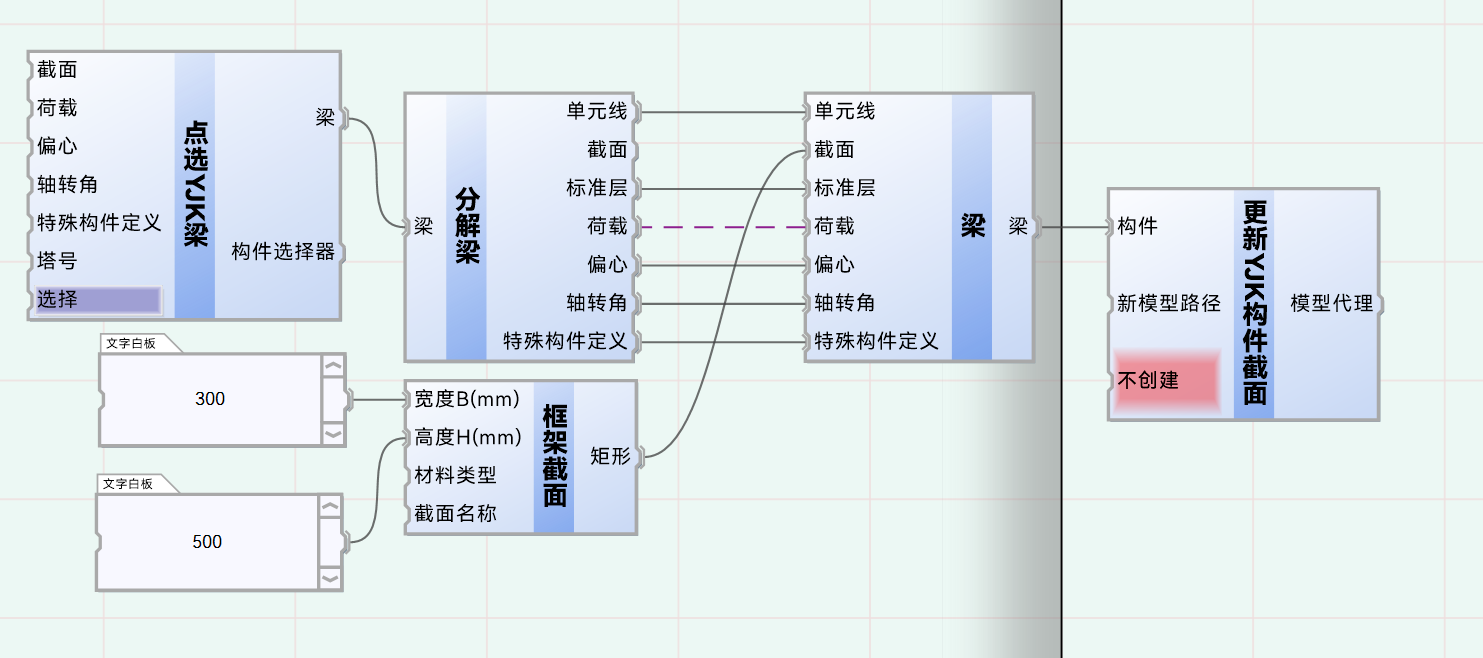 截面
荷载
偏心
轴转角
特殊构件定义
塔号
选择
点选YJK梁
梁
构件选择器
梁
分解梁
单元线
截面
标准层
荷载
偏心
轴转角
特殊构件定义
单元线
截面
标准层
荷载
偏心
轴转角
特殊构件定义
梁
梁
构件
新模型路径
不创建
更新YJK构件截面
模型代理
文字白板
300
文字白板
500
宽度B(mm)
高度H(mm)
材料类型
截面名称
框架截面
矩形